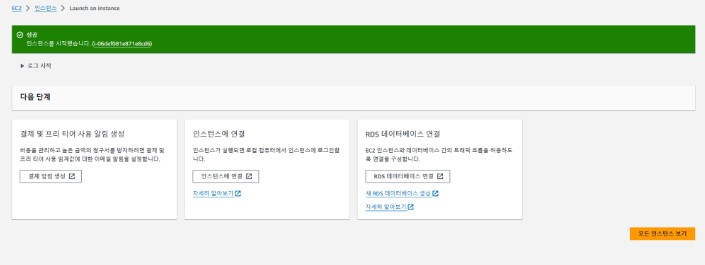 EC2 > 인스턴스 > Launch an instance
성공
인스턴스를 시작했습니다. (i-06def981e871e8cd6)
▶ 로그 시작
다음 단계
결제 및 프리 티어 사용 알림 생성
비용을 관리하고 높은 금액의 청구서를 방지하려면 결제 및
프리 티어 사용 임계값에 대한 이메일 알림을 설정합니다.
결제 알림 생성
인스턴스에 연결
인스턴스가 실행되면 로컬 컴퓨터에서 인스턴스에 로그인합
니다.
인스턴스에 연결
자세히 알아보기
RDS 데이터베이스 연결
EC2 인스턴스와 데이터베이스 간의 트래픽 흐름을 허용하도
록 연결을 구성합니다.
RDS 데이터베이스 연결
새 RDS 데이터베이스 생성
자세히 알아보기
모든 인스턴스 보기